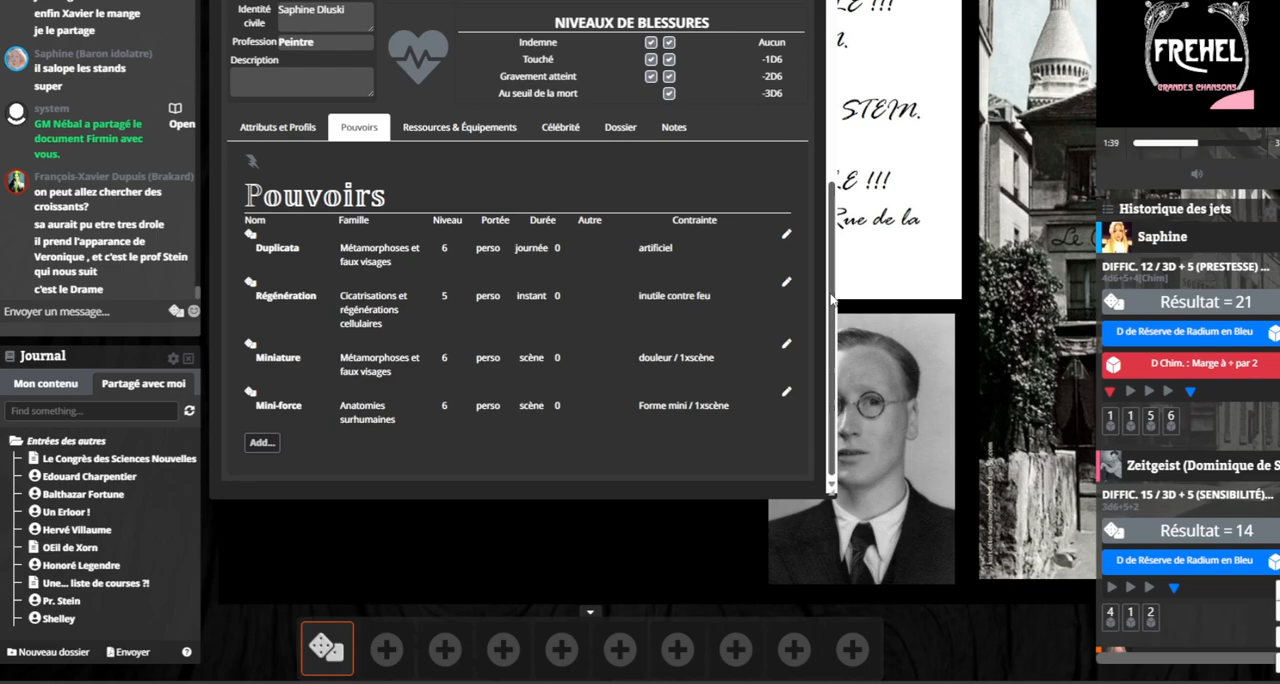 enfin Xavier le mange
je le partage
Saphine (Baron idolatre)
il salope les stands
super
system
GM Nébal a partagé le
document Firmin avec
vous.
Open
François-Xavier Dupuis (Brakard)
on peut allez chercher des
croissants?
sa aurait pu etre tres drole
il prend l'apparance de
Veronique , et c'est le prof Stein
qui nous suit
c'est le Drame
Envoyer un message...
Journal
Mon contenu
Partagé avec moi
Find something...
Entrées des autres
Le Congrès des Sciences Nouvelles
Edouard Charpentier
Balthazar Fortune
Un Erloor !
Hervé Villaume
OEil de Xorn
Honoré Legendre
Une... liste de courses ?!
Pr. Stein
Shelley
Nouveau dossier
Envoyer
Identité
civile
Saphine Dluski
Profession Peintre
Description
NIVEAUX DE BLESSURES
Indemne Aucun
Touché -1D6
Gravement atteint -2D6
Au seuil de la mort -3D6
Attributs et Profils
Pouvoirs
Ressources & Équipements
Célébrité
Dossier
Notes
Pouvoirs
Nom Famille Niveau Portée Durée Autre Contrainte
Duplicata Métamorphoses et 6 perso journée 0 artificiel
faux visages
Régénération Cicatrisations et 5 perso instant 0 inutile contre feu
régénérations
cellulaires
Miniature Métamorphoses et 6 perso scène 0 douleur / 1xscène
faux visages
Mini-force Anatomies 6 perso scène 0 Forme mini / 1xscène
surhumaines
Add...
LE !!!
STEIN.
LE !!!
Rue de la
FREHEL
GRANDES CHANSONS
1:39
Historique des jets
Saphine
DIFFIC. 12 / 3D + 5 (PRESTESSE) ...
4d6+5+4[Chim]
Résultat = 21
D de Réserve de Radium en Bleu
D Chim. : Marge à ÷ par 2
1 1 5 6
Zeitgeist (Dominique de S
DIFFIC. 15 / 3D + 5 (SENSIBILITÉ)...
3d6+5+2
Résultat = 14
D de Réserve de Radium en Bleu
4 1 2